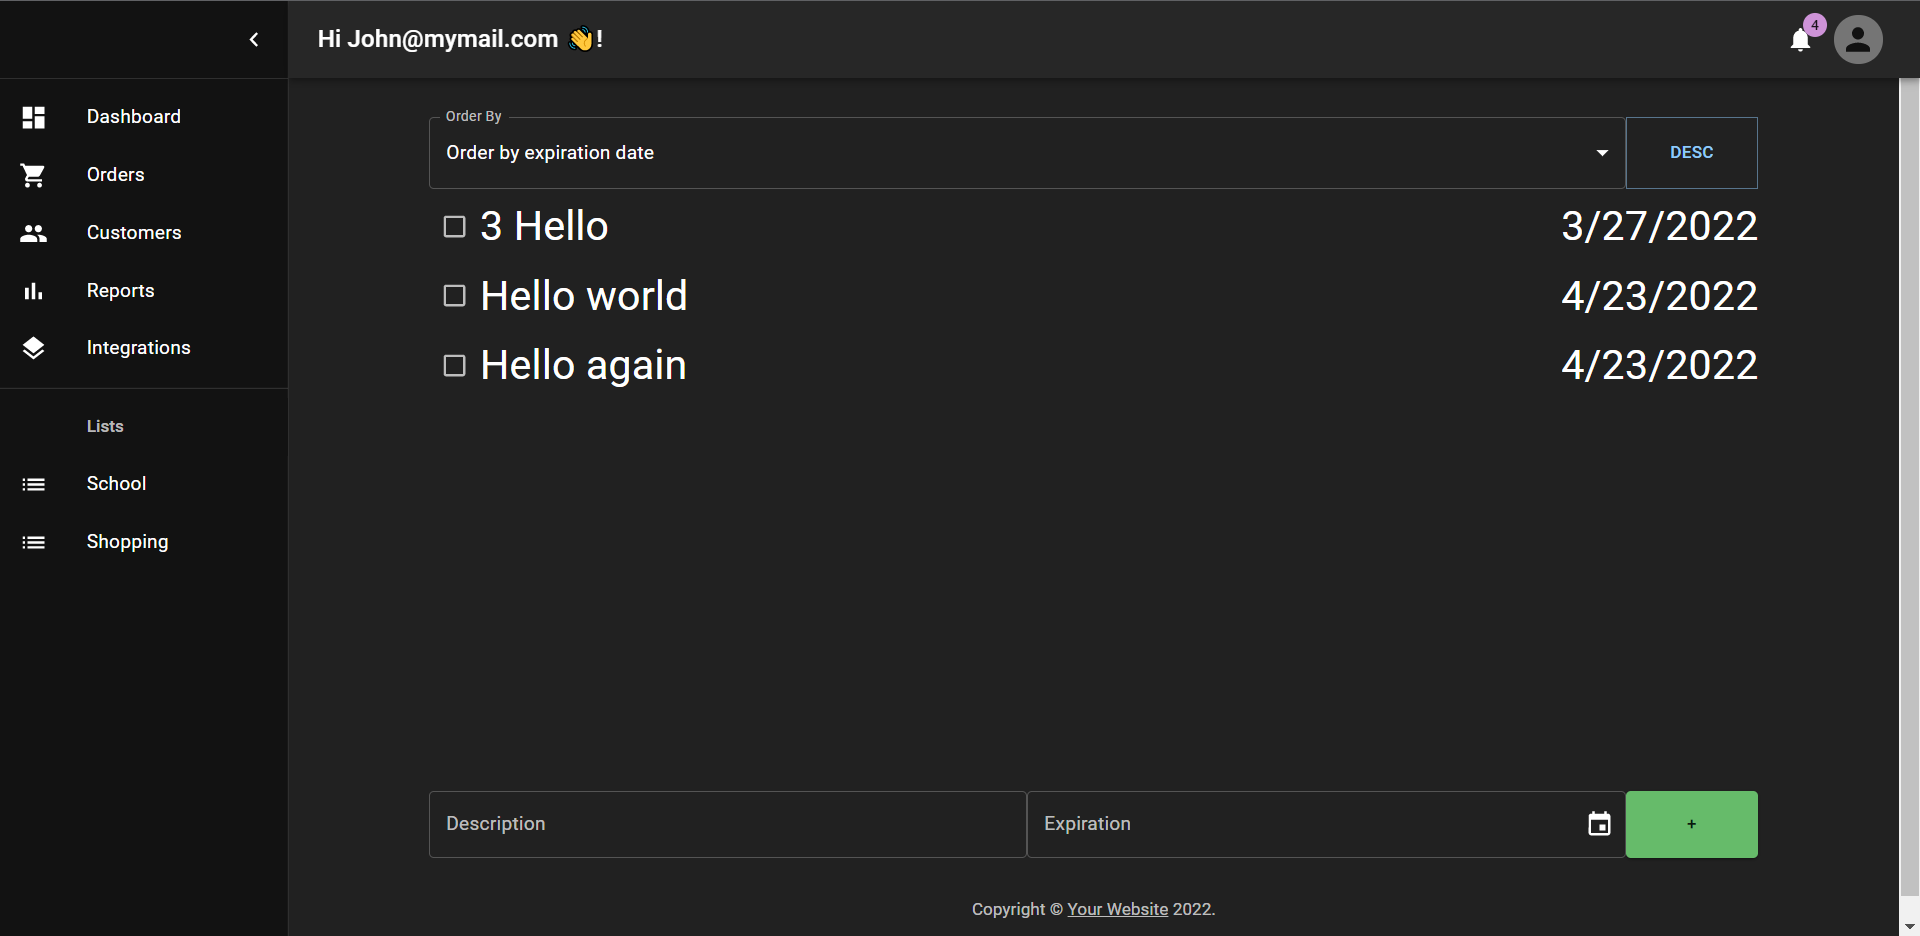 Hi John@mymail.com 👋!
4
Dashboard
Orders
Customers
Reports
Integrations
Lists
School
Shopping
Order By
Order by expiration date
DESC
3 Hello 3/27/2022
Hello world 4/23/2022
Hello again 4/23/2022
Description
Expiration
+
Copyright © Your Website 2022.